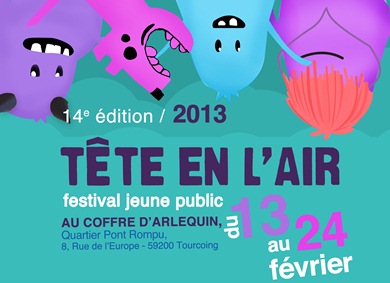 14e édition / 2013
TÊTE EN L'AIR
festival jeune public
AU COFFRE D'ARLEQUIN,
Quartier Pont Rompu,
8, Rue de l'Europe - 59200 Tourcoing
du 13
au 24
février